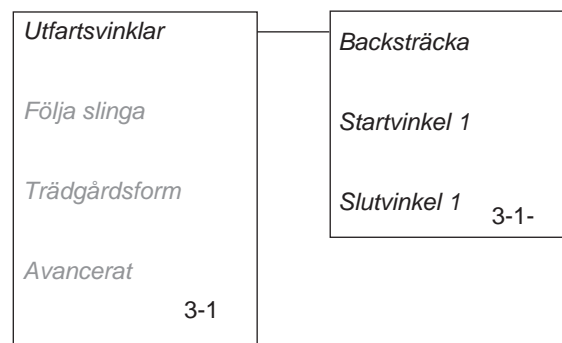 Utfartsvinklar
Följa slinga
Trädgårdsform
Avancerat
3-1
Backsträcka
Startvinkel 1
Slutvinkel 1
3-1-